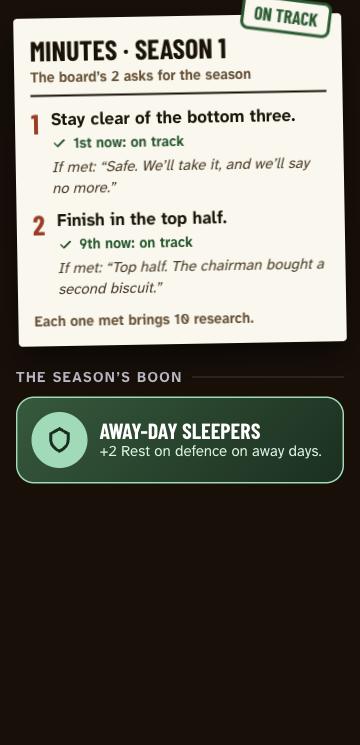 ON TRACK
MINUTES · SEASON 1
The board's 2 asks for the season
1 Stay clear of the bottom three.
✓ 1st now: on track
If met: “Safe. We’ll take it, and we’ll say
no more.”
2 Finish in the top half.
✓ 9th now: on track
If met: “Top half. The chairman bought a
second biscuit.”
Each one met brings 10 research.
THE SEASON’S BOON
AWAY-DAY SLEEPERS
+2 Rest on defence on away days.